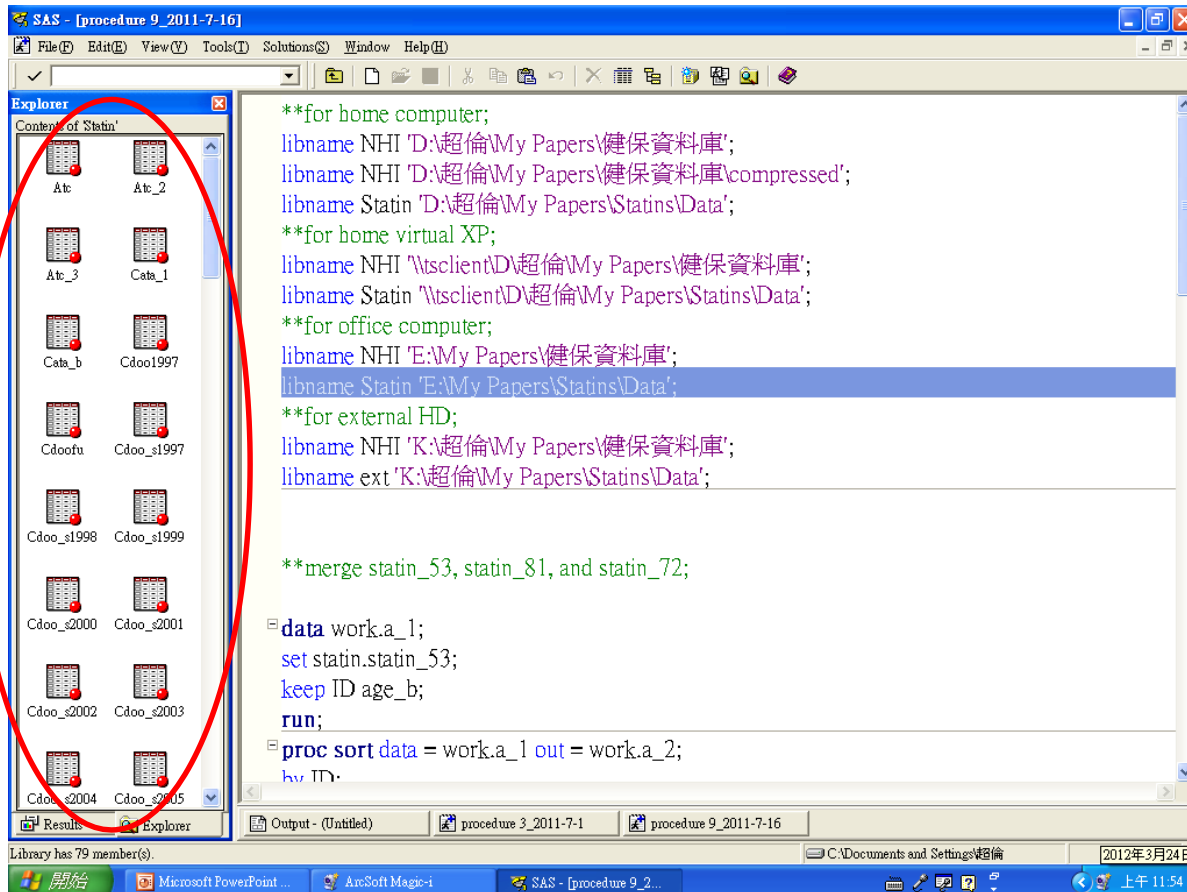 SAS - [procedure 9_2011-7-16]
File(F) Edit(E) View(V) Tools(T) Solutions(S) Window Help(H)
Explorer
Contents of 'Statin'
Atc Atc_2
Atc_3 Cata_1
Cata_b Cdoo1997
Cdoofu Cdoo_s1997
Cdoo_s1998 Cdoo_s1999
Cdoo_s2000 Cdoo_s2001
Cdoo_s2002 Cdoo_s2003
Cdoo_s2004 Cdoo_s2005
Results Explorer
**for home computer;
libname NHI 'D:\超倫\My Papers\健保資料庫';
libname NHI 'D:\超倫\My Papers\健保資料庫\compressed';
libname Statin 'D:\超倫\My Papers\Statins\Data';
**for home virtual XP;
libname NHI '\\tsclient\D\超倫\My Papers\健保資料庫';
libname Statin '\\tsclient\D\超倫\My Papers\Statins\Data';
**for office computer;
libname NHI 'E:\My Papers\健保資料庫';
libname Statin 'E:\My Papers\Statins\Data';
**for external HD;
libname NHI 'K:\超倫\My Papers\健保資料庫';
libname ext 'K:\超倫\My Papers\Statins\Data';
**merge statin_53, statin_81, and statin_72;
data work.a_1;
set statin.statin_53;
keep ID age_b;
run;
proc sort data = work.a_1 out = work.a_2;
by ID;
Output - (Untitled) procedure 3_2011-7-1 procedure 9_2011-7-16
Library has 79 member(s). C:\Documents and Settings\超倫 2012年3月24日
開始 Microsoft PowerPoint ... ArcSoft Magic-i SAS - [procedure 9_2... 上午 11:54